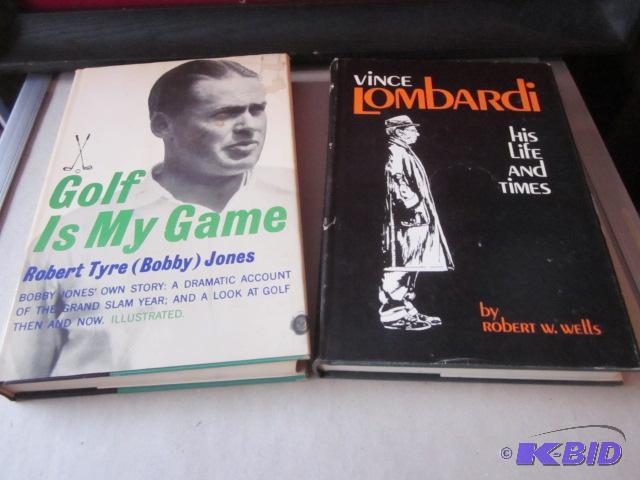 Golf
Is My Game
Robert Tyre (Bobby) Jones
BOBBY JONES' OWN STORY: A DRAMATIC ACCOUNT
OF THE GRAND SLAM YEAR; AND A LOOK AT GOLF
THEN AND NOW. ILLUSTRATED.
VINCE
LOMBARDI
his
Life
AND
TIMES
by
ROBERT W. WELLS
© K-BID